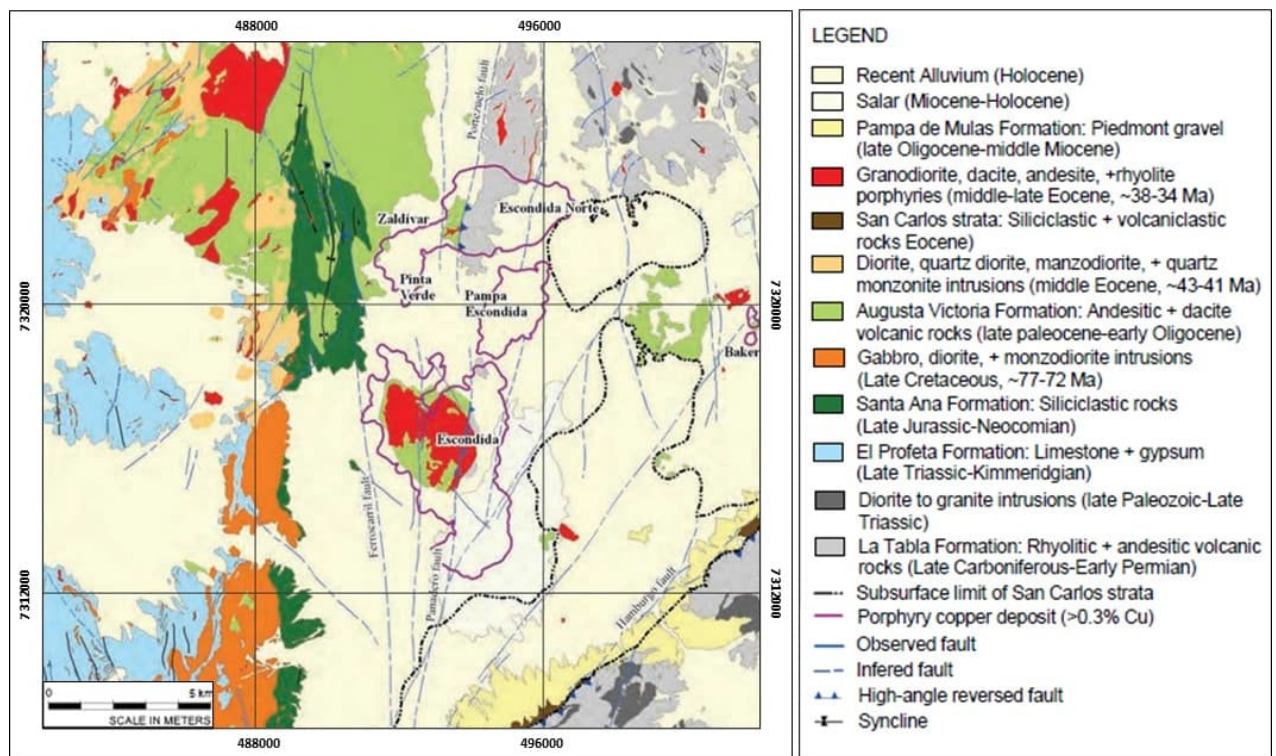 488000
496000
Portezuelo fault
Zaldívar
Escondida Norte
Pinta
Verde
Pampa
Escondida
7320000
7320000
Baker
Escondida
Ferrocarril fault
Panadero fault
Hamburgo fault
7312000
7312000
0
5 km
SCALE IN METERS
488000
496000
LEGEND
Recent Alluvium (Holocene)
Salar (Miocene-Holocene)
Pampa de Mulas Formation: Piedmont gravel
(late Oligocene-middle Miocene)
Granodiorite, dacite, andesite, +rhyolite
porphyries (middle-late Eocene, ~38-34 Ma)
San Carlos strata: Siliciclastic + volcaniclastic
rocks Eocene)
Diorite, quartz diorite, manzodiorite, + quartz
monzonite intrusions (middle Eocene, ~43-41 Ma)
Augusta Victoria Formation: Andesitic + dacite
volcanic rocks (late paleocene-early Oligocene)
Gabbro, diorite, + monzodiorite intrusions
(Late Cretaceous, ~77-72 Ma)
Santa Ana Formation: Siliciclastic rocks
(Late Jurassic-Neocomian)
El Profeta Formation: Limestone + gypsum
(Late Triassic-Kimmeridgian)
Diorite to granite intrusions (late Paleozoic-Late
Triassic)
La Tabla Formation: Rhyolitic + andesitic volcanic
rocks (Late Carboniferous-Early Permian)
Subsurface limit of San Carlos strata
Porphyry copper deposit (>0.3% Cu)
Observed fault
Infered fault
High-angle reversed fault
Syncline